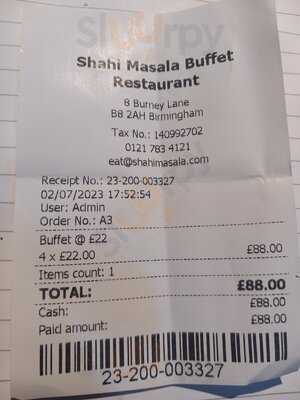 Sluurpy
Shahi Masala Buffet
Restaurant
8 Burney Lane
B8 2AH Birmingham
Tax No.: 140992702
0121 783 4121
eat@shahimasala.com
Receipt No.: 23-200-003327
02/07/2023 17:52:54
User: Admin
Order No.: A3
Buffet @ £22
4 x £22.00 £88.00
Items count: 1
TOTAL: £88.00
Cash: £88.00
Paid amount: £88.00
23-200-003327